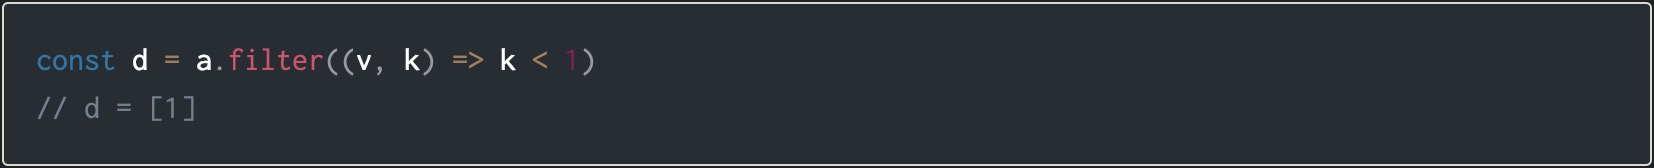 const d = a.filter((v, k) => k < 1)
// d = [1]